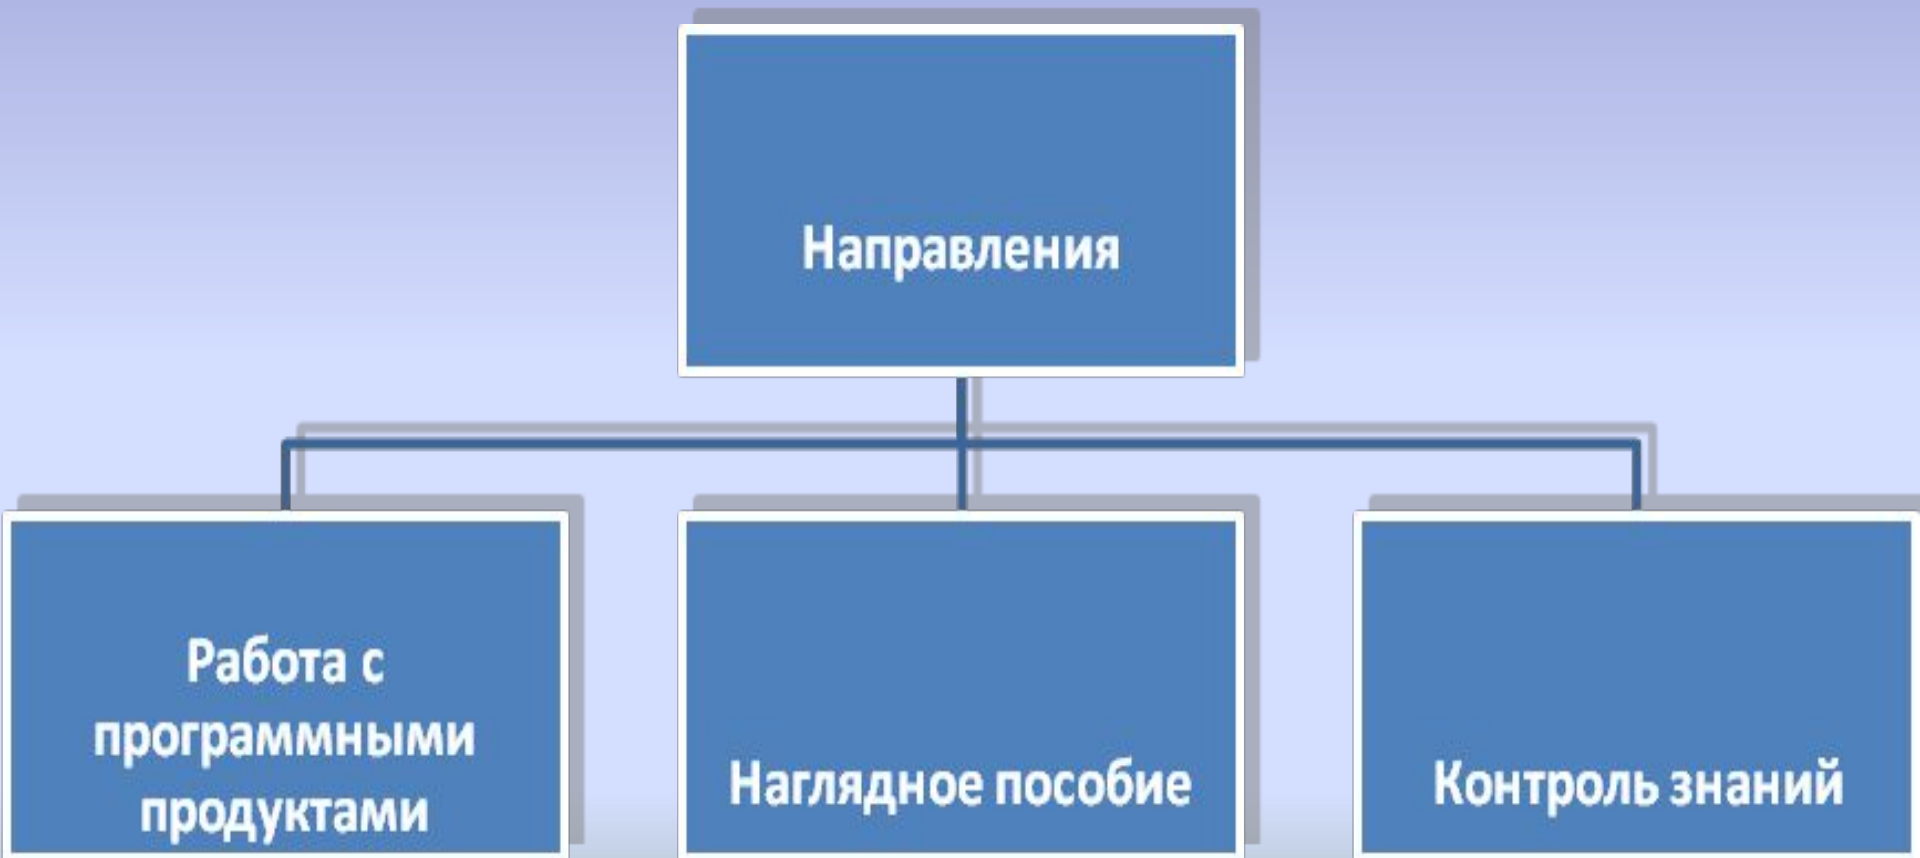 Направления
Работа с
программными
продуктами
Наглядное пособие
Контроль знаний